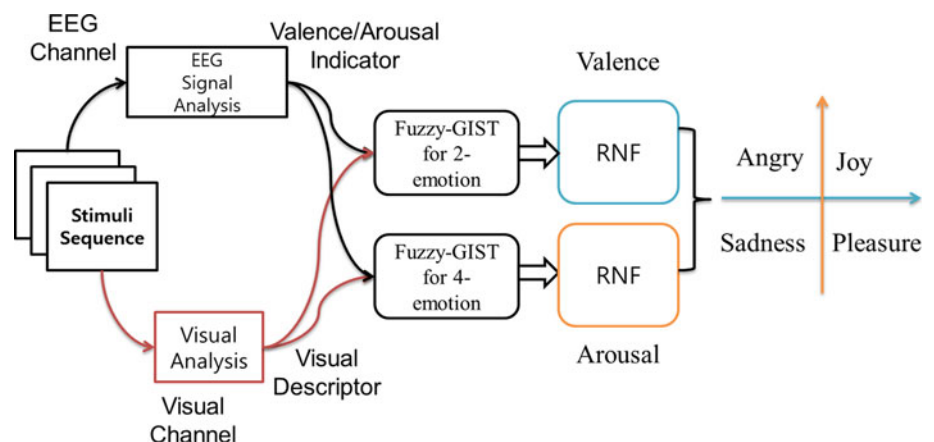 EEG
Channel
EEG
Signal
Analysis
Valence/Arousal
Indicator
Stimuli
Sequence
Visual
Analysis
Visual
Channel
Visual
Descriptor
Fuzzy-GIST
for 2-
emotion
Fuzzy-GIST
for 4-
emotion
Valence
RNF
RNF
Arousal
Angry
Joy
Sadness
Pleasure